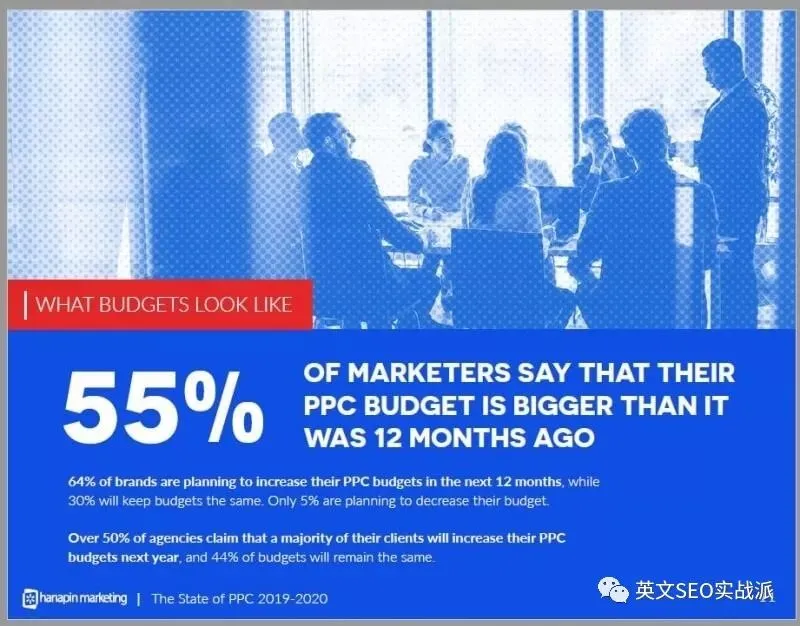 WHAT BUDGETS LOOK LIKE
55%
OF MARKETERS SAY THAT THEIR
PPC BUDGET IS BIGGER THAN IT
WAS 12 MONTHS AGO
64% of brands are planning to increase their PPC budgets in the next 12 months, while
30% will keep budgets the same. Only 5% are planning to decrease their budget.
Over 50% of agencies claim that a majority of their clients will increase their PPC
budgets next year, and 44% of budgets will remain the same.
hanapin marketing | The State of PPC 2019-2020
英文SEO实战派
11